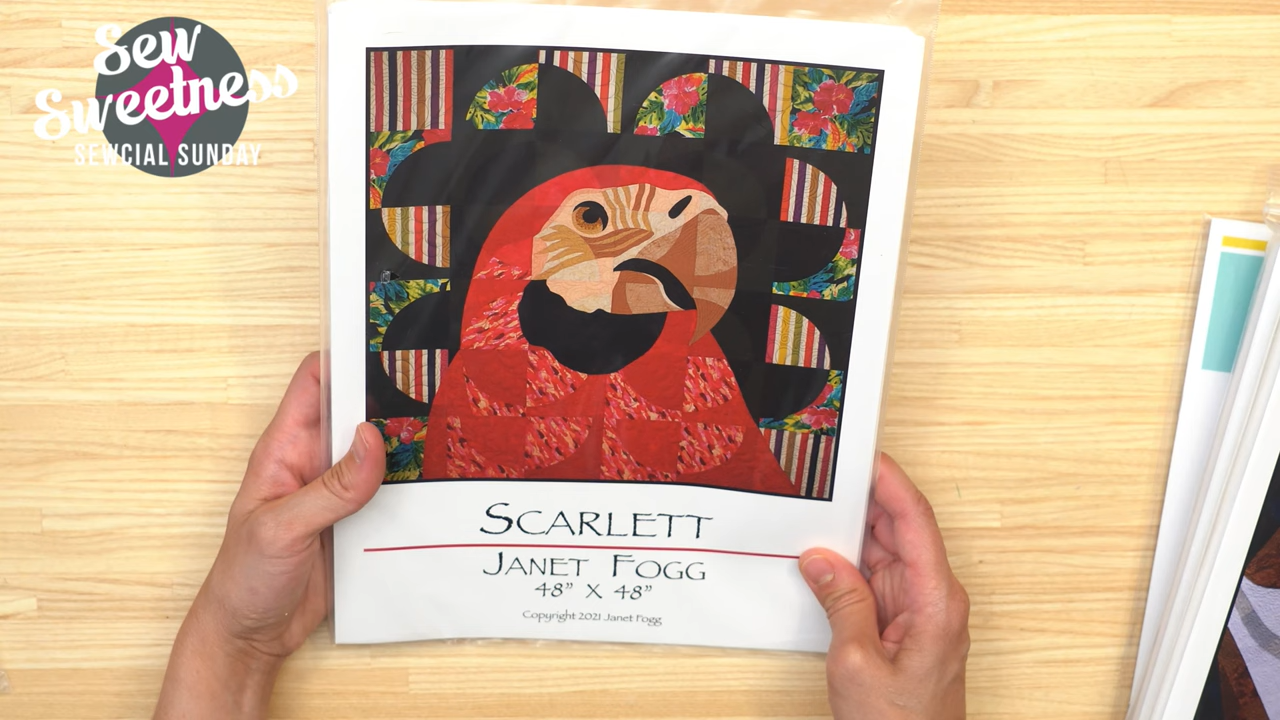 Sew
Sweetness
SEWCIAL SUNDAY
SCARLETT
JANET FOGG
48” X 48”
Copyright 2021 Janet Fogg